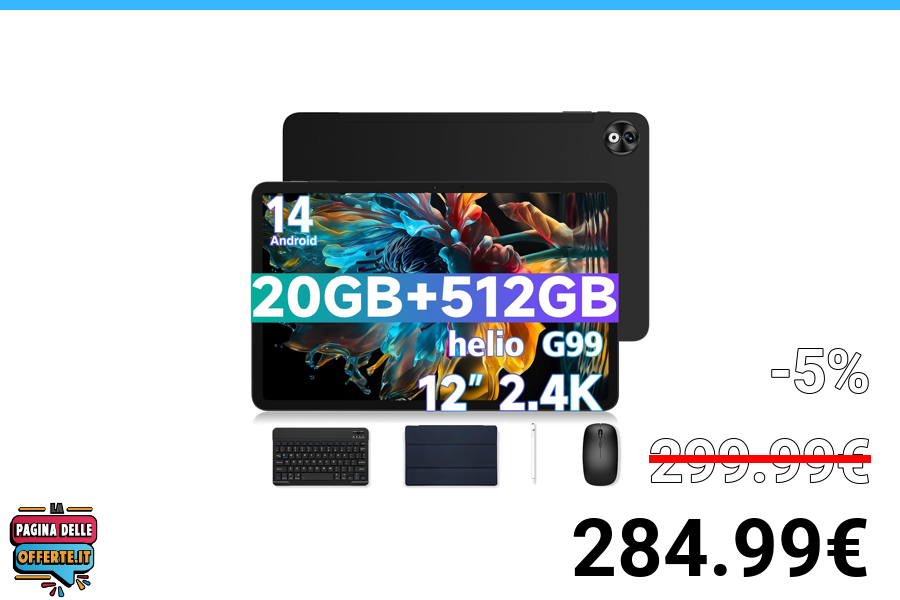 14
Android
20GB+512GB
helio G99
12” 2.4K
-5%
299.99€
284.99€
LA
PAGINA DELLE
OFFERTE.IT